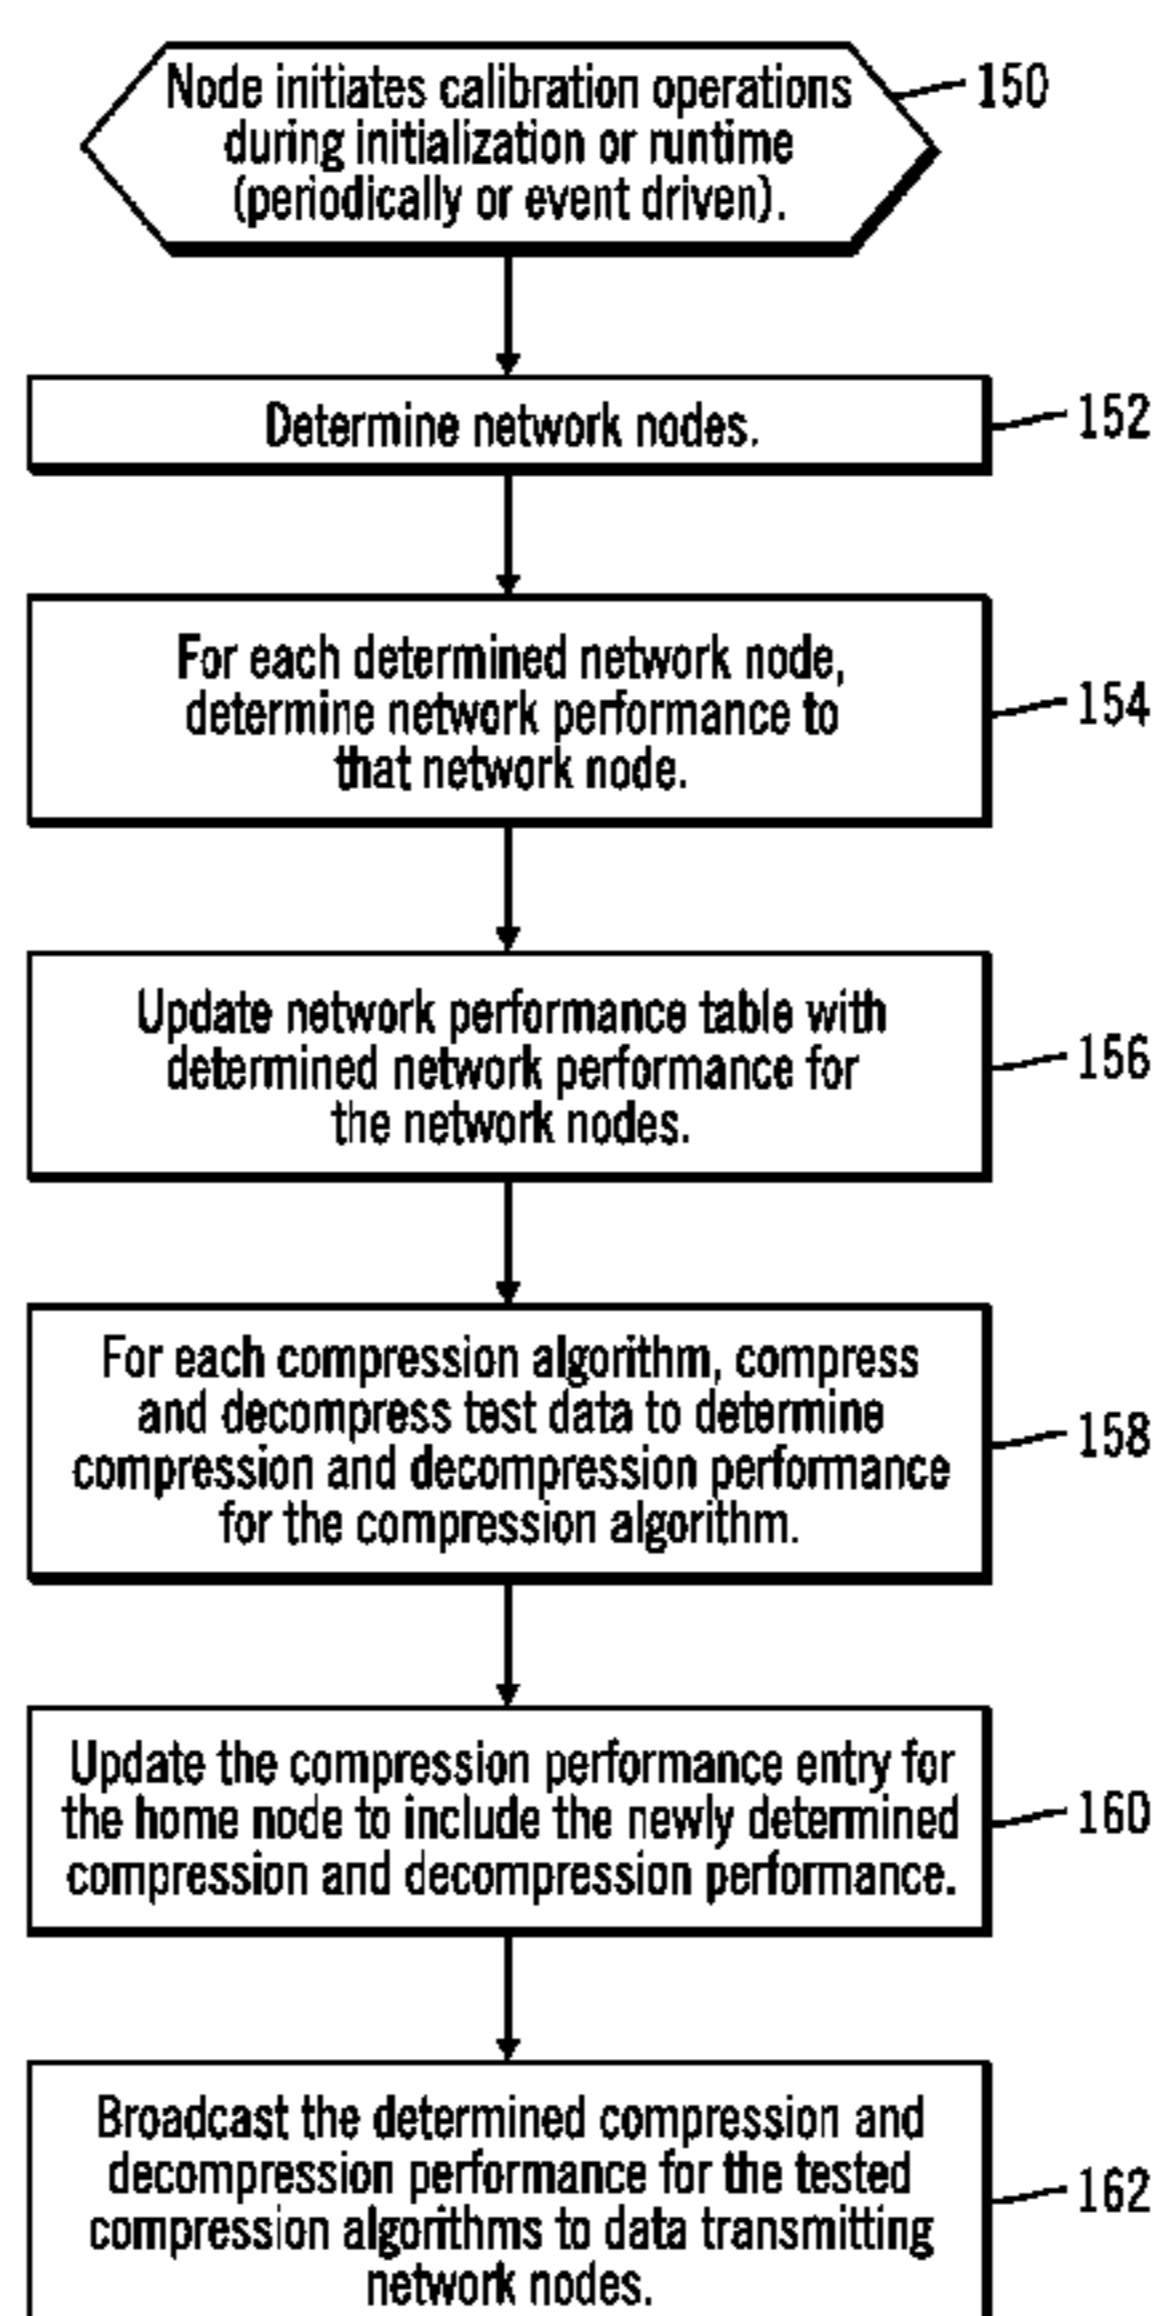 Node initiates calibration operations
during initialization or runtime
(periodically or event driven).
150
Determine network nodes.
152
For each determined network node,
determine network performance to
that network node.
154
Update network performance table with
determined network performance for
the network nodes.
156
For each compression algorithm, compress
and decompress test data to determine
compression and decompression performance
for the compression algorithm.
158
Update the compression performance entry for
the home node to include the newly determined
compression and decompression performance.
160
Broadcast the determined compression and
decompression performance for the tested
compression algorithms to data transmitting
network nodes.
162